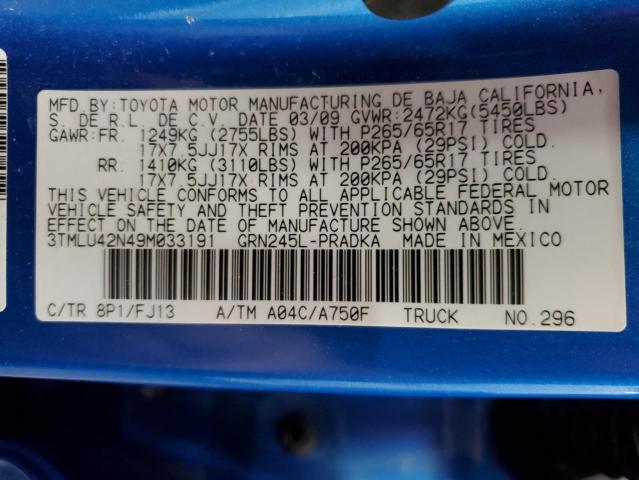 MFD.BY:TOYOTA MOTOR MANUFACTURING DE BAJA CALIFORNIA,
S. DE R.L. DE C.V. DATE 03/09 GVWR:2472KG(5450LBS)
GAWR:FR. 1249KG (2755LBS) WITH P265/65R17 TIRES
17X7.5JJ17X RIMS AT 200KPA (29PSI) COLD.
RR. 1410KG (3110LBS) WITH P265/65R17 TIRES
17X7.5JJ17X RIMS AT 200KPA (29PSI) COLD.
THIS VEHICLE CONFORMS TO ALL APPLICABLE FEDERAL MOTOR
VEHICLE SAFETY AND THEFT PREVENTION STANDARDS IN
EFFECT ON THE DATE OF MANUFACTURE SHOWN ABOVE.
3TMLU42N49M033191 GRN245L-PRADKA MADE IN MEXICO
C/TR 8P1/FJ13 A/TM A04C/A750F TRUCK NO.296